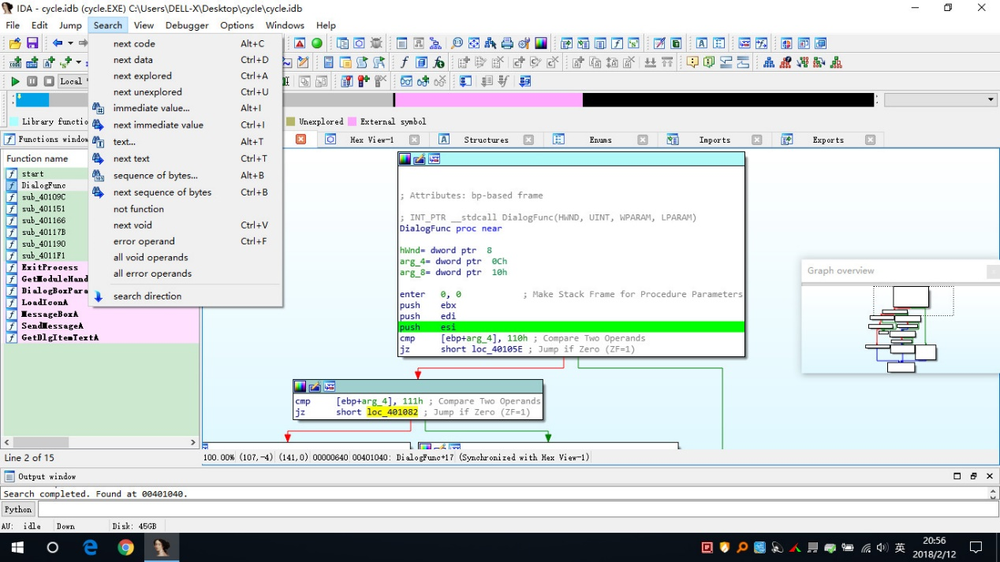 IDA - cycle.idb (cycle.EXE) C:\Users\DELL-X\Desktop\cycle\cycle.idb
File Edit Jump Search View Debugger Options Windows Help
next code Alt+C
next data Ctrl+D
next explored Ctrl+A
next unexplored Ctrl+U
immediate value... Alt+I
next immediate value Ctrl+I
text... Alt+T
next text Ctrl+T
sequence of bytes... Alt+B
next sequence of bytes Ctrl+B
not function
next void Ctrl+V
error operand Ctrl+F
all void operands
all error operands
search direction
Local
Library functio Unexplored External symbol
Functions window Hex View-1 Structures Enums Imports Exports
Function name
start
DialogFunc
sub_40109C
sub_401151
sub_401166
sub_40117B
sub_401190
sub_4011F1
ExitProcess
GetModuleHand
DialogBoxPara
LoadIconA
MessageBoxA
SendMessageA
GetDlgItemTextA
Line 2 of 15
; Attributes: bp-based frame
; INT_PTR __stdcall DialogFunc(HWND, UINT, WPARAM, LPARAM)
DialogFunc proc near
hWnd= dword ptr 8
arg_4= dword ptr 0Ch
arg_8= dword ptr 10h
enter 0, 0 ; Make Stack Frame for Procedure Parameters
push ebx
push edi
push esi
cmp [ebp+arg_4], 110h ; Compare Two Operands
jz short loc_40105E ; Jump if Zero (ZF=1)
cmp [ebp+arg_4], 111h ; Compare Two Operands
jz short loc_401082 ; Jump if Zero (ZF=1)
Graph overview
100.00% (107,-4) (141,0) 00000640 00401040: DialogFunc+17 (Synchronized with Hex View-1)
Output window
Search completed. Found at 00401040.
Python
AU: idle Down Disk: 45GB
英
20:56
2018/2/12